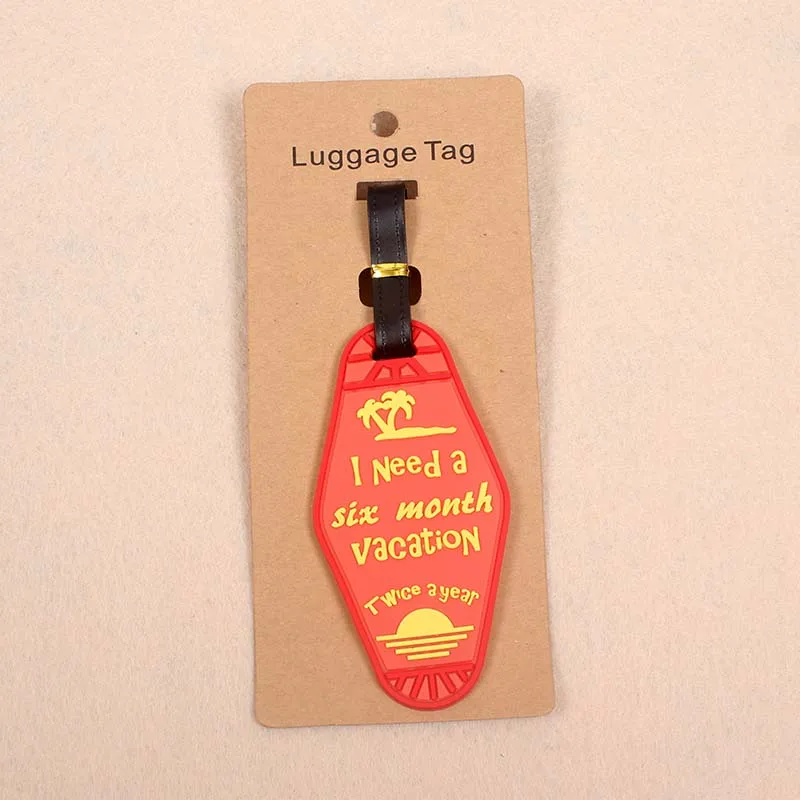 Luggage Tag
I Need a
six month
vacation
Twice a year